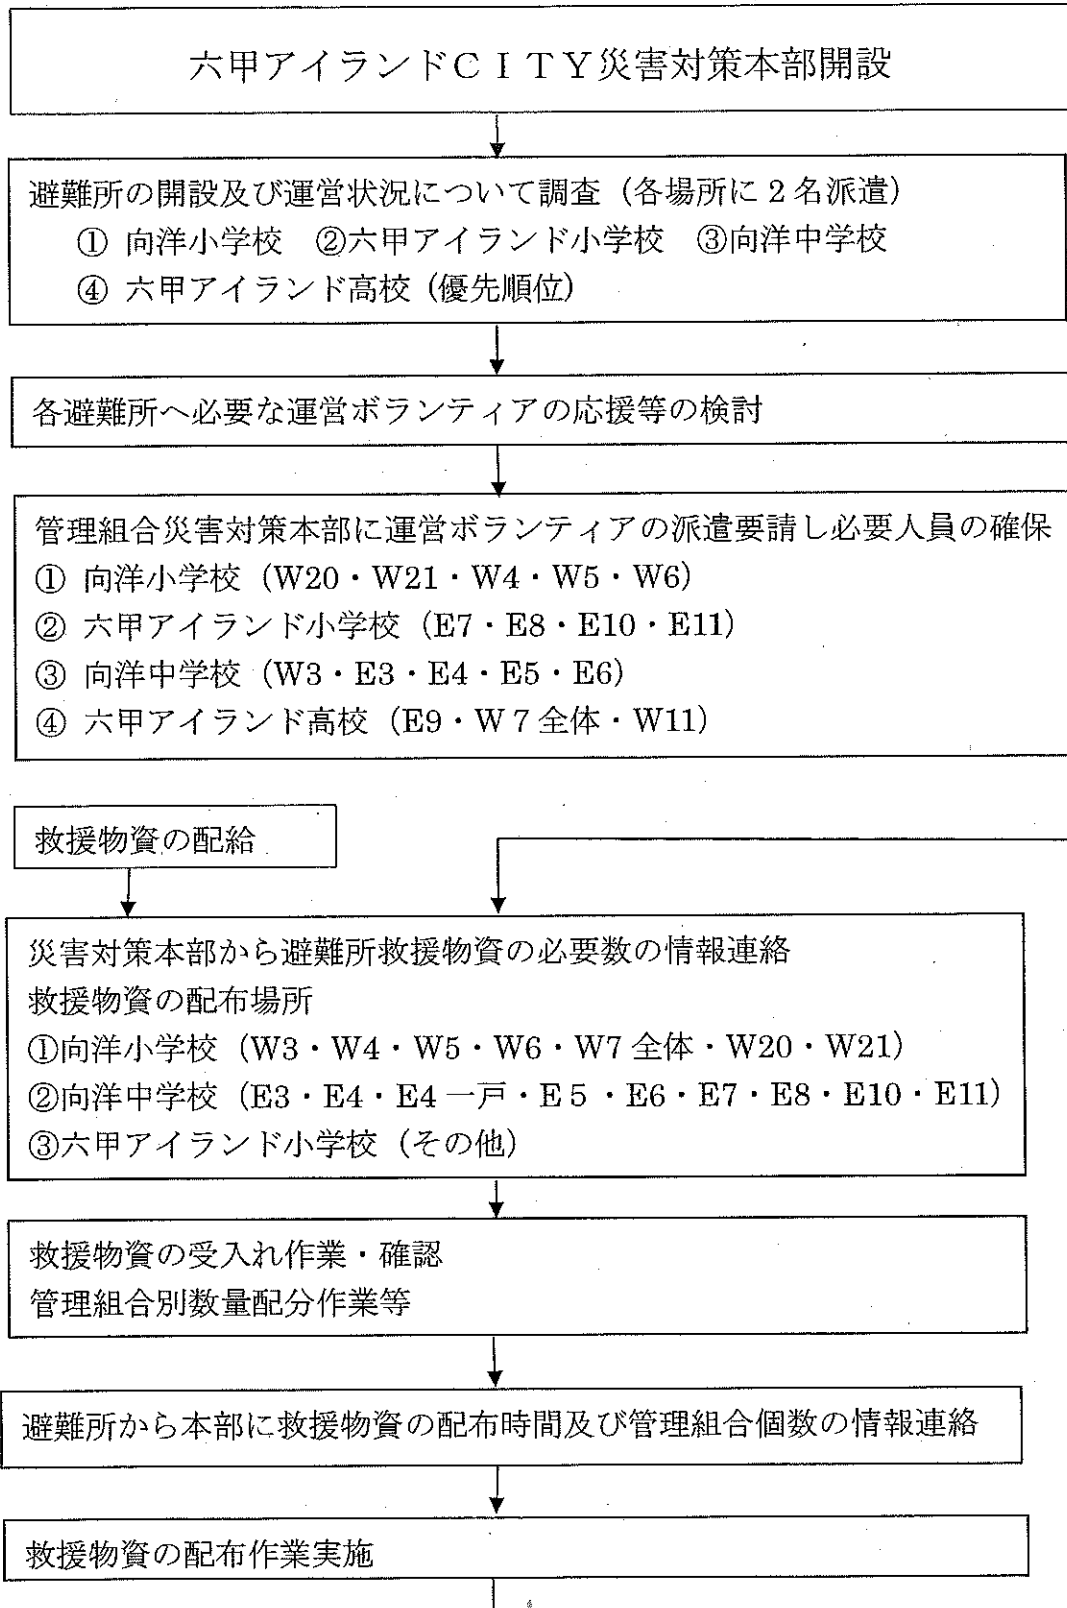 六甲アイランドCITY災害対策本部開設
避難所の開設及び運営状況について調査（各場所に2名派遣）
① 向洋小学校　②六甲アイランド小学校　③向洋中学校
④ 六甲アイランド高校（優先順位）
各避難所へ必要な運営ボランティアの応援等の検討
管理組合災害対策本部に運営ボランティアの派遣要請し必要人員の確保
① 向洋小学校（W20・W21・W4・W5・W6）
② 六甲アイランド小学校（E7・E8・E10・E11）
③ 向洋中学校（W3・E3・E4・E5・E6）
④ 六甲アイランド高校（E9・W７全体・W11）
救援物資の配給
災害対策本部から避難所救援物資の必要数の情報連絡
救援物資の配布場所
①向洋小学校（W3・W4・W5・W6・W7 全体・W20・W21）
②向洋中学校（E3・E4・E4 一戸・E５・E6・E7・E8・E10・E11）
③六甲アイランド小学校（その他）
救援物資の受入れ作業・確認
管理組合別数量配分作業等
避難所から本部に救援物資の配布時間及び管理組合個数の情報連絡
救援物資の配布作業実施